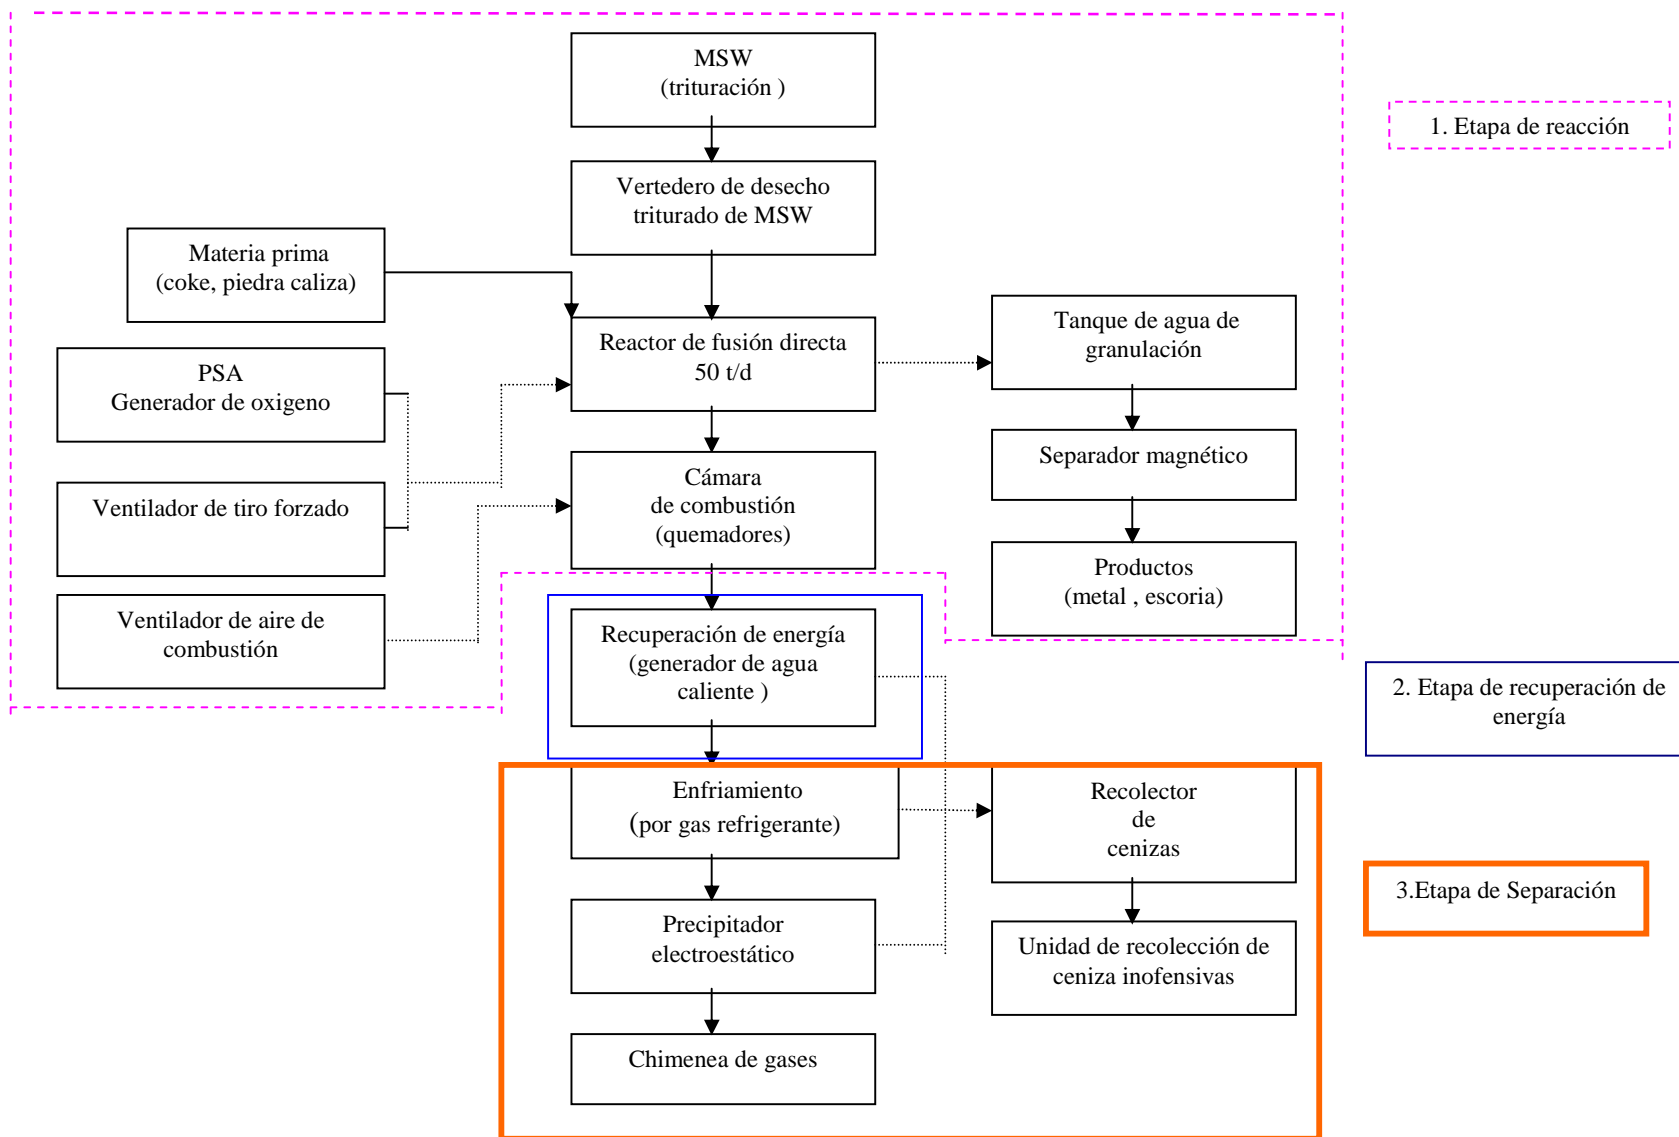 MSW
(trituración )
1. Etapa de reacción
Vertedero de desecho
triturado de MSW
Materia prima
(coke, piedra caliza)
Reactor de fusión directa
50 t/d
Tanque de agua de
granulación
PSA
Generador de oxigeno
Separador magnético
Cámara
de combustión
(quemadores)
Ventilador de tiro forzado
Productos
(metal , escoria)
Ventilador de aire de
combustión
Recuperación de energía
(generador de agua
caliente )
2. Etapa de recuperación de
energía
Enfriamiento
(por gas refrigerante)
Recolector
de
cenizas
3.Etapa de Separación
Precipitador
electroestático
Unidad de recolección de
ceniza inofensivas
Chimenea de gases